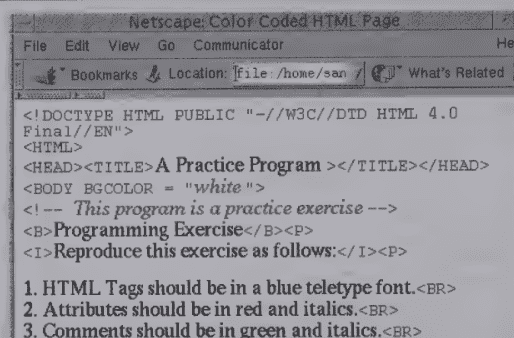 Netscape: Color Coded HTML Page
File Edit View Go Communicator He
Bookmarks Location: file:/home/san / What's Related
<!DOCTYPE HTML PUBLIC "-//W3C//DTD HTML 4.0
Final//EN">
<HTML>
<HEAD><TITLE>A Practice Program ></TITLE></HEAD>
<BODY BGCOLOR = "white">
<!-- This program is a practice exercise -->
<B>Programming Exercise</B><P>
<I>Reproduce this exercise as follows:</I><P>
1. HTML Tags should be in a blue teletype font.<BR>
2. Attributes should be in red and italics.<BR>
3. Comments should be in green and italics.<BR>